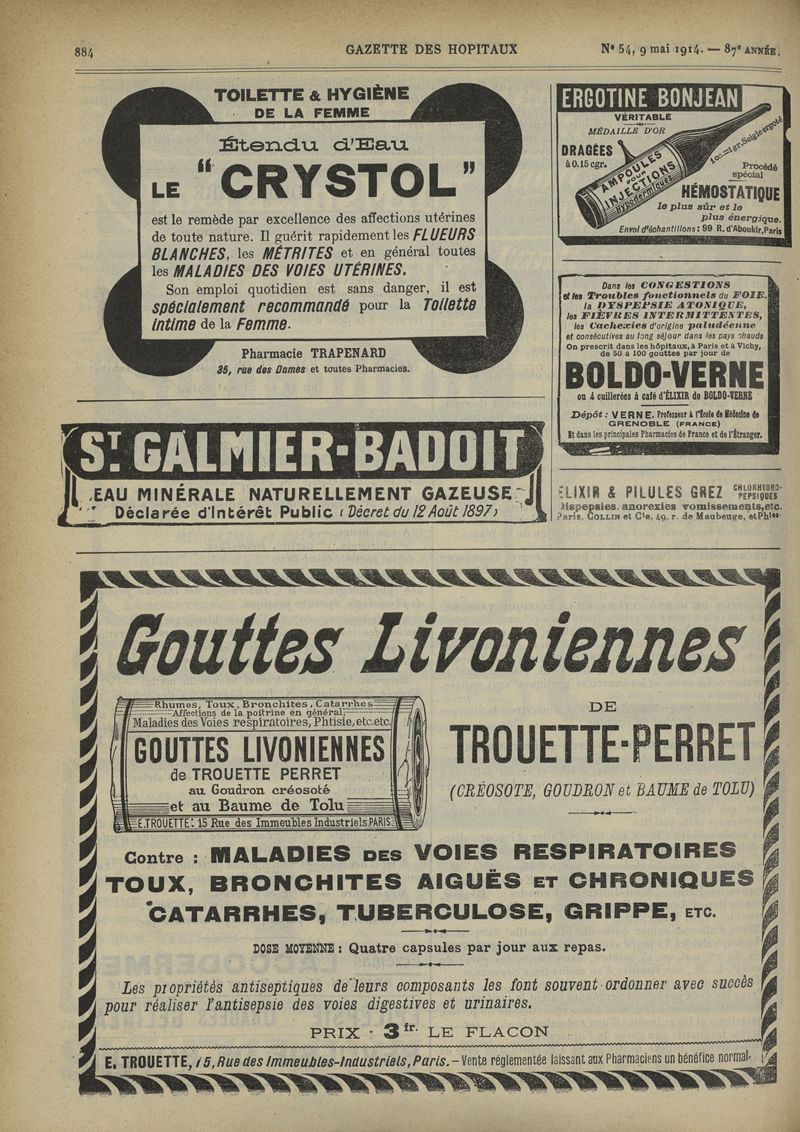 884
GAZETTE DES HOPITAUX
N° 54, 9 mai 1914. — 87e ANNÉE.
TOILETTE & HYGIÈNE
DE LA FEMME
Étendu d'Eau
LE "CRYSTOL"
est le remède par excellence des affections utérines
de toute nature. Il guérit rapidement les FLUEURS
BLANCHES, les MÉTRITES et en général toutes
les MALADIES DES VOIES UTÉRINES.
Son emploi quotidien est sans danger, il est
spécialement recommandé pour la Toilette
Intime de la Femme.
Pharmacie TRAPENARD
35, rue des Dames et toutes Pharmacies.
ERGOTINE BONJEAN
VÉRITABLE
MÉDAILLE D'OR
DRAGÉES
à 0.15 cgr.
AMPOULES
POUR
INJECTIONS
Hypodermiques
1cc.=1gr. Seigle ergoté
Procédé
spécial
HÉMOSTATIQUE
le plus sûr et le
plus énergique.
Envoi d'échantillons : 99 R. d'Aboukir, Paris
Dans les CONGESTIONS
et les Troubles fonctionnels du FOIE,
la DYSPEPSIE ATONIQUE,
les FIÈVRES INTERMITTENTES,
les Cachexies d'origine paludéenne
et consécutives au long séjour dans les pays chauds
On prescrit dans les hôpitaux, à Paris et à Vichy,
de 50 à 100 gouttes par jour de
BOLDO-VERNE
ou 4 cuillerées à café d'ÉLIXIR de BOLDO-VERNE
Dépôt : VERNE, Professeur à l'École de Médecine de
GRENOBLE (FRANCE)
Et dans les principales Pharmacies de France et de l'Étranger.
ST. GALMIER-BADOIT
EAU MINÉRALE NATURELLEMENT GAZEUSE
Déclarée d'Intérêt Public (Décret du 12 Août 1897)
ELIXIR & PILULES GREZ CHLORHYDRO-
PEPSIQUES
Dispepsies, anorexies vomissements, etc.
Paris, COLLIN et Cie, 49, r. de Maubeuge, et Phies
Gouttes Livoniennes
Rhumes, Toux, Bronchites, Catarrhes
Affections de la poitrine en général,
Maladies des Voies respiratoires, Phtisie, etc. etc.
GOUTTES LIVONIENNES
de TROUETTE PERRET
au Goudron créosoté
et au Baume de Tolu
E. TROUETTE: 15 Rue des Immeubles Industriels. PARIS
DE
TROUETTE-PERRET
(CRÉOSOTE, GOUDRON et BAUME de TOLU)
Contre : MALADIES DES VOIES RESPIRATOIRES
TOUX, BRONCHITES AIGUËS ET CHRONIQUES
CATARRHES, TUBERCULOSE, GRIPPE, ETC.
DOSE MOYENNE : Quatre capsules par jour aux repas.
Les propriétés antiseptiques de leurs composants les font souvent ordonner avec succès
pour réaliser l'antisepsie des voies digestives et urinaires.
PRIX : 3 fr. LE FLACON
E. TROUETTE, 15, Rue des Immeubles-Industriels, Paris. — Vente réglementée laissant aux Pharmaciens un bénéfice normal.